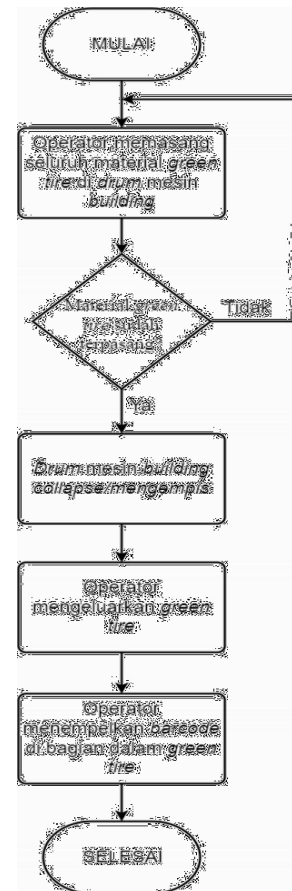 MULAI
Operator memasang
seluruh material green
tire di drum mesin
building
Material green
tire sudah
terpasang?
Tidak
Ya
Drum mesin building
collapse/mengempis
Operator
mengeluarkan green
tire
Operator
menempelkan barcode
di bagian dalam green
tire
SELESAI